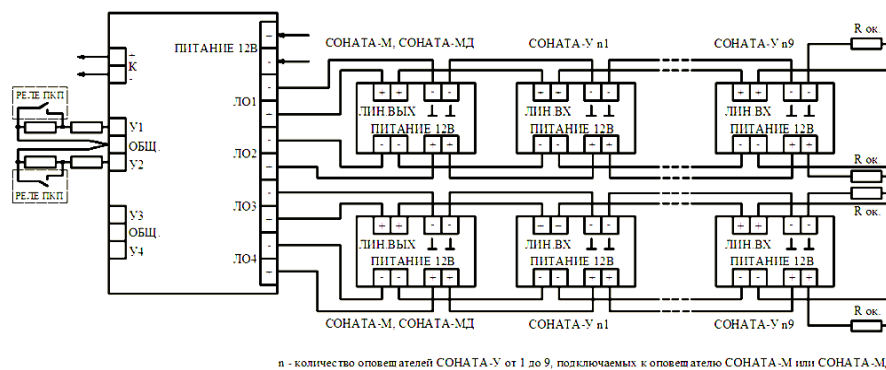 R ок.
ПИТАНИЕ 12В
СОНАТА-М, СОНАТА-МД
СОНАТА-У n1
СОНАТА-У n9
+
К
-
ЛО1
ЛИН.ВЫХ
ЛИН.ВХ
ЛИН.ВХ
РЕЛЕ ПКП
У1
ОБЩ.
У2
ПИТАНИЕ 12В
ПИТАНИЕ 12В
ПИТАНИЕ 12В
ЛО2
R ок.
РЕЛЕ ПКП
У3
ОБЩ.
У4
ЛО3
R ок.
ЛИН.ВЫХ
ЛИН.ВХ
ЛИН.ВХ
ЛО4
ПИТАНИЕ 12В
ПИТАНИЕ 12В
ПИТАНИЕ 12В
R ок.
СОНАТА-М, СОНАТА-МД
СОНАТА-У n1
СОНАТА-У n9
n - количество оповещателей СОНАТА-У от 1 до 9, подключаемых к оповещателю СОНАТА-М или СОНАТА-МД